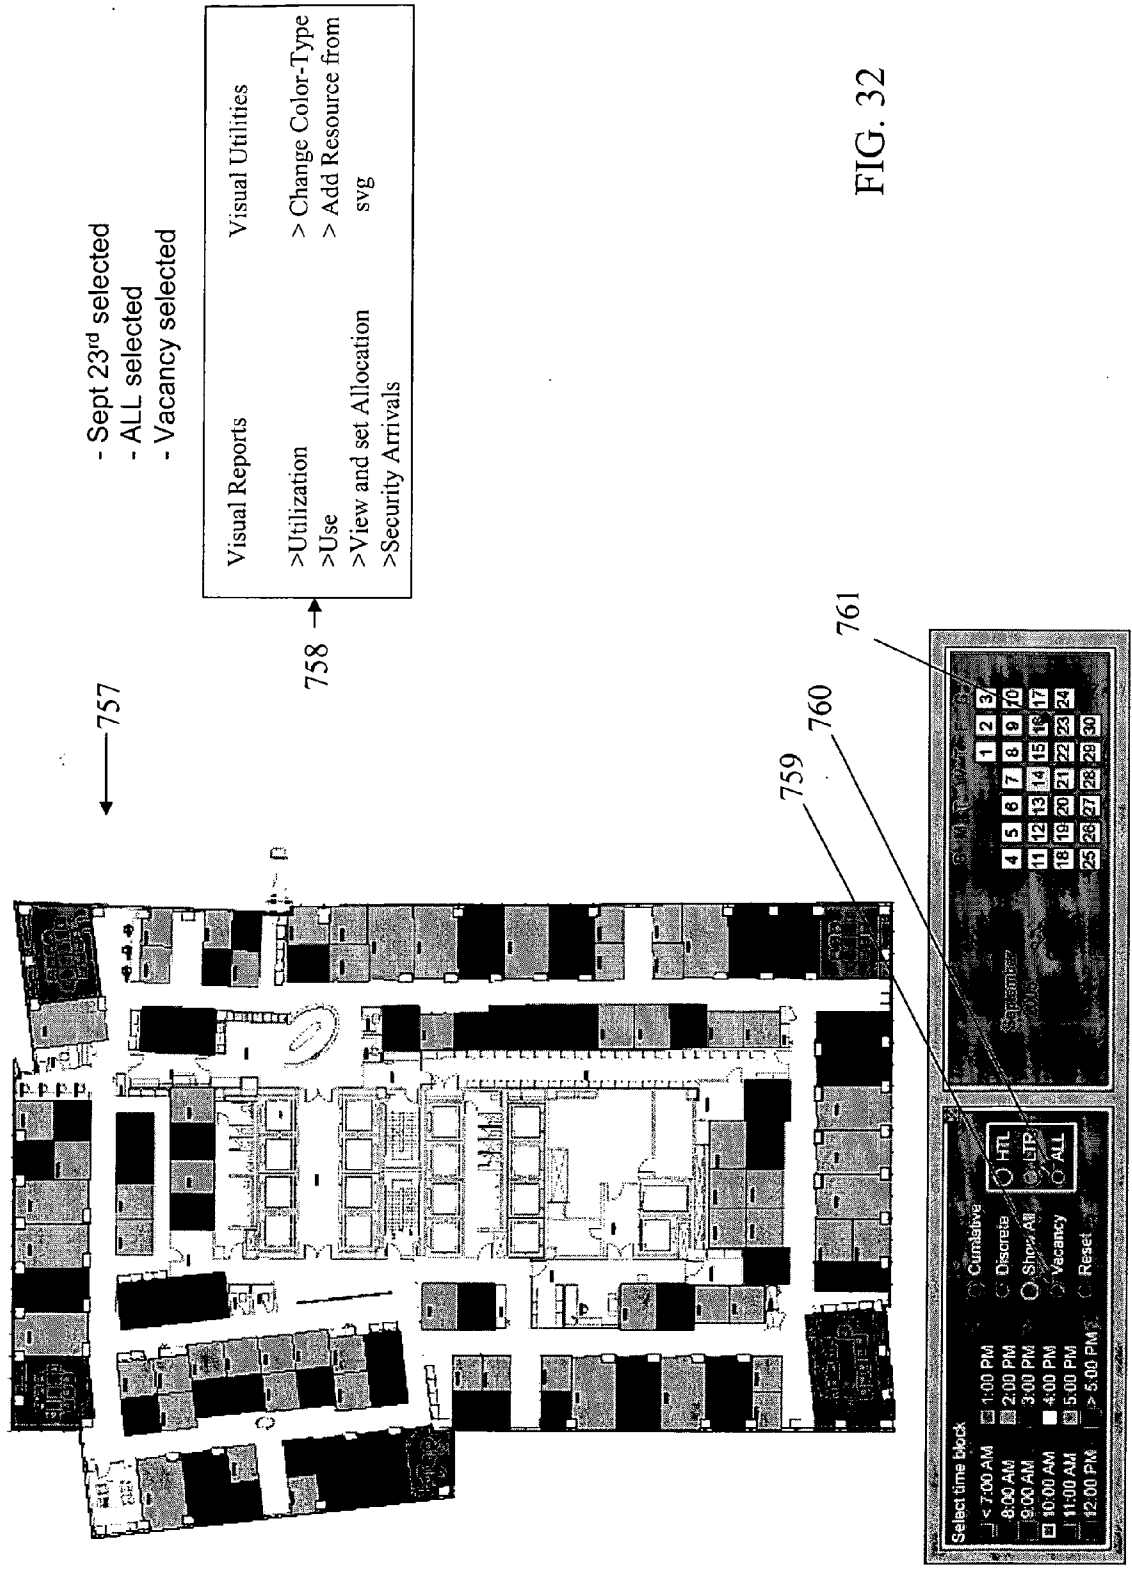 - Sept 23rd selected
- ALL selected
- Vacancy selected
Visual Reports
>Utilization
>Use
>View and set Allocation
>Security Arrivals
Visual Utilities
> Change Color-Type
> Add Resource from
svg
757
758
759
760
761
Select time block
< 7:00 AM
8:00 AM
9:00 AM
10:00 AM
11:00 AM
12:00 PM
1:00 PM
2:00 PM
3:00 PM
4:00 PM
5:00 PM
> 5:00 PM
Cumlative
Discrete
Show All
Vacancy
Reset
HTL
LTP
ALL
September
1 2 3
4 5 6 7 8 9 10
11 12 13 14 15 16 17
18 19 20 21 22 23 24
25 26 27 28 29 30
FIG. 32